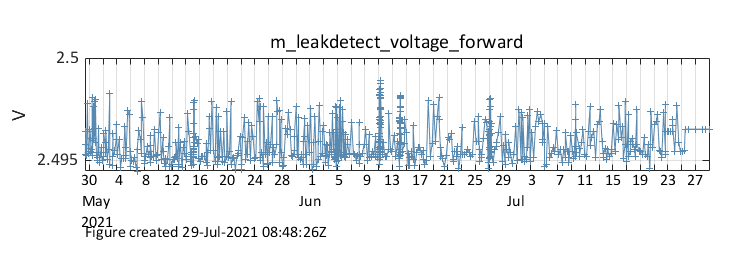 m_leakdetect_voltage_forward
2.5
V
2.495
30 4 8 12 16 20 24 28 1 5 9 13 17 21 25 29 3 7 11 15 19 23 27
May Jun Jul
2021
Figure created 29-Jul-2021 08:48:26Z